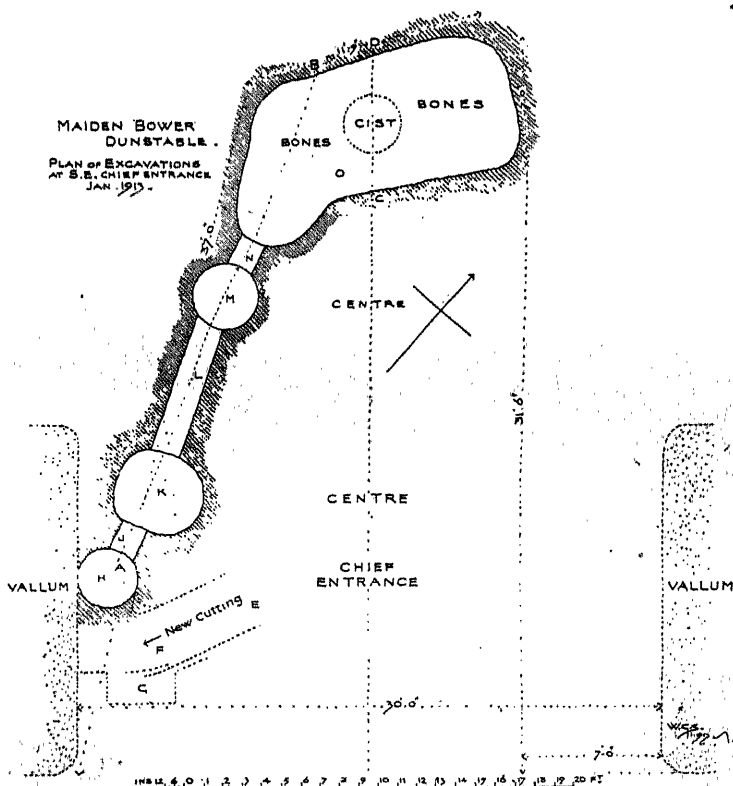 MAIDEN BOWER
DUNSTABLE.
PLAN OF EXCAVATIONS
AT S.E. CHIEF ENTRANCE
JAN. 1913.
B
11'
D
BONES
CIST
BONES
O
C
37'.0"
N
M
CENTRE
L
31'.6"
K
CENTRE
J
A
H
CHIEF
ENTRANCE
VALLUM
VALLUM
New Cutting
E
F
G
30'.0"
7'.0"
INS 12, 6, 0 1 2 3 4 5 6 7 8 9 10 11 12 13 14 15 16 17 18 19 20 FT